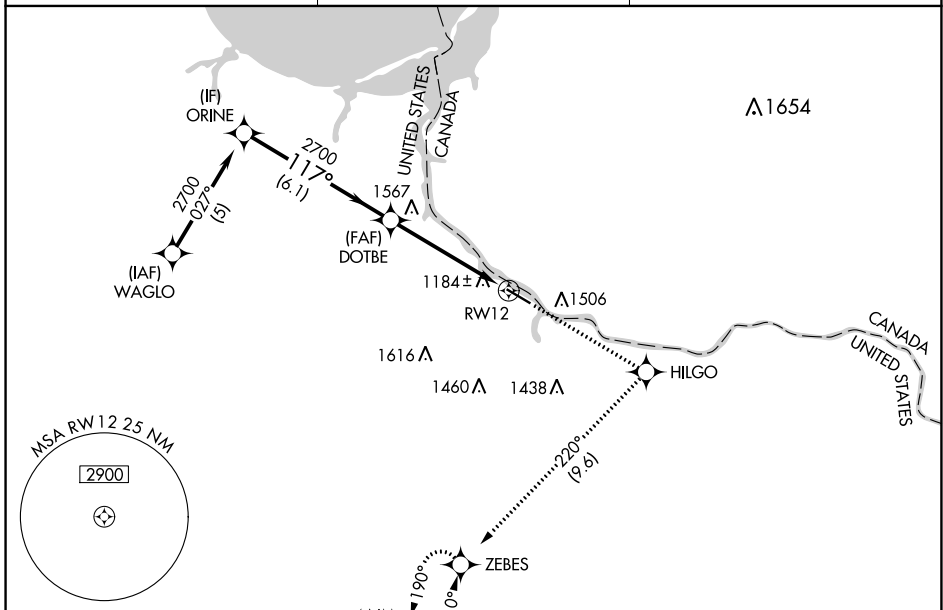 UNITED STATES
CANADA
1654
(IF)
ORINE
2700
117°
(6.1)
1567
2700
027°
(5)
(FAF)
DOTBE
(IAF)
WAGLO
1184±
RW12
1506
CANADA
UNITED STATES
1616
HILGO
1460
1438
220°
(9.6)
MSA RW12 25 NM
2900
ZEBES
190°